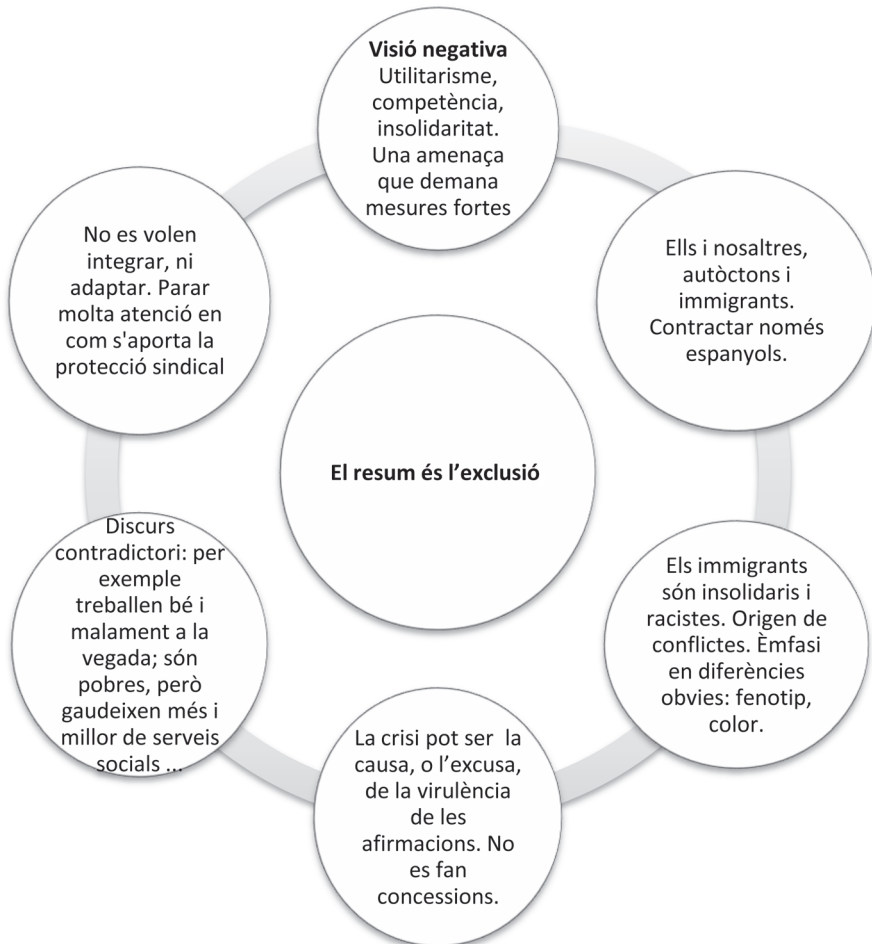 Visió negativa
Utilitarisme,
competència,
insolidaritat.
Una amenaça
que demana
mesures fortes
Ells i nosaltres,
autòctons i
immigrants.
Contractar només
espanyols.
Els immigrants
són insolidaris i
racistes. Origen de
conflictes. Èmfasi
en diferències
obvies: fenotip,
color.
La crisi pot ser  la
causa, o l’excusa,
de la virulència
de les
afirmacions. No
es fan
concessions.
Discurs
contradictori: per
exemple
treballen bé i
malament a la
vegada; són
pobres, però
gaudeixen més i
millor de serveis
socials ...
No es volen
integrar, ni
adaptar. Parar
molta atenció en
com s'aporta la
protecció sindical
El resum és l’exclusió